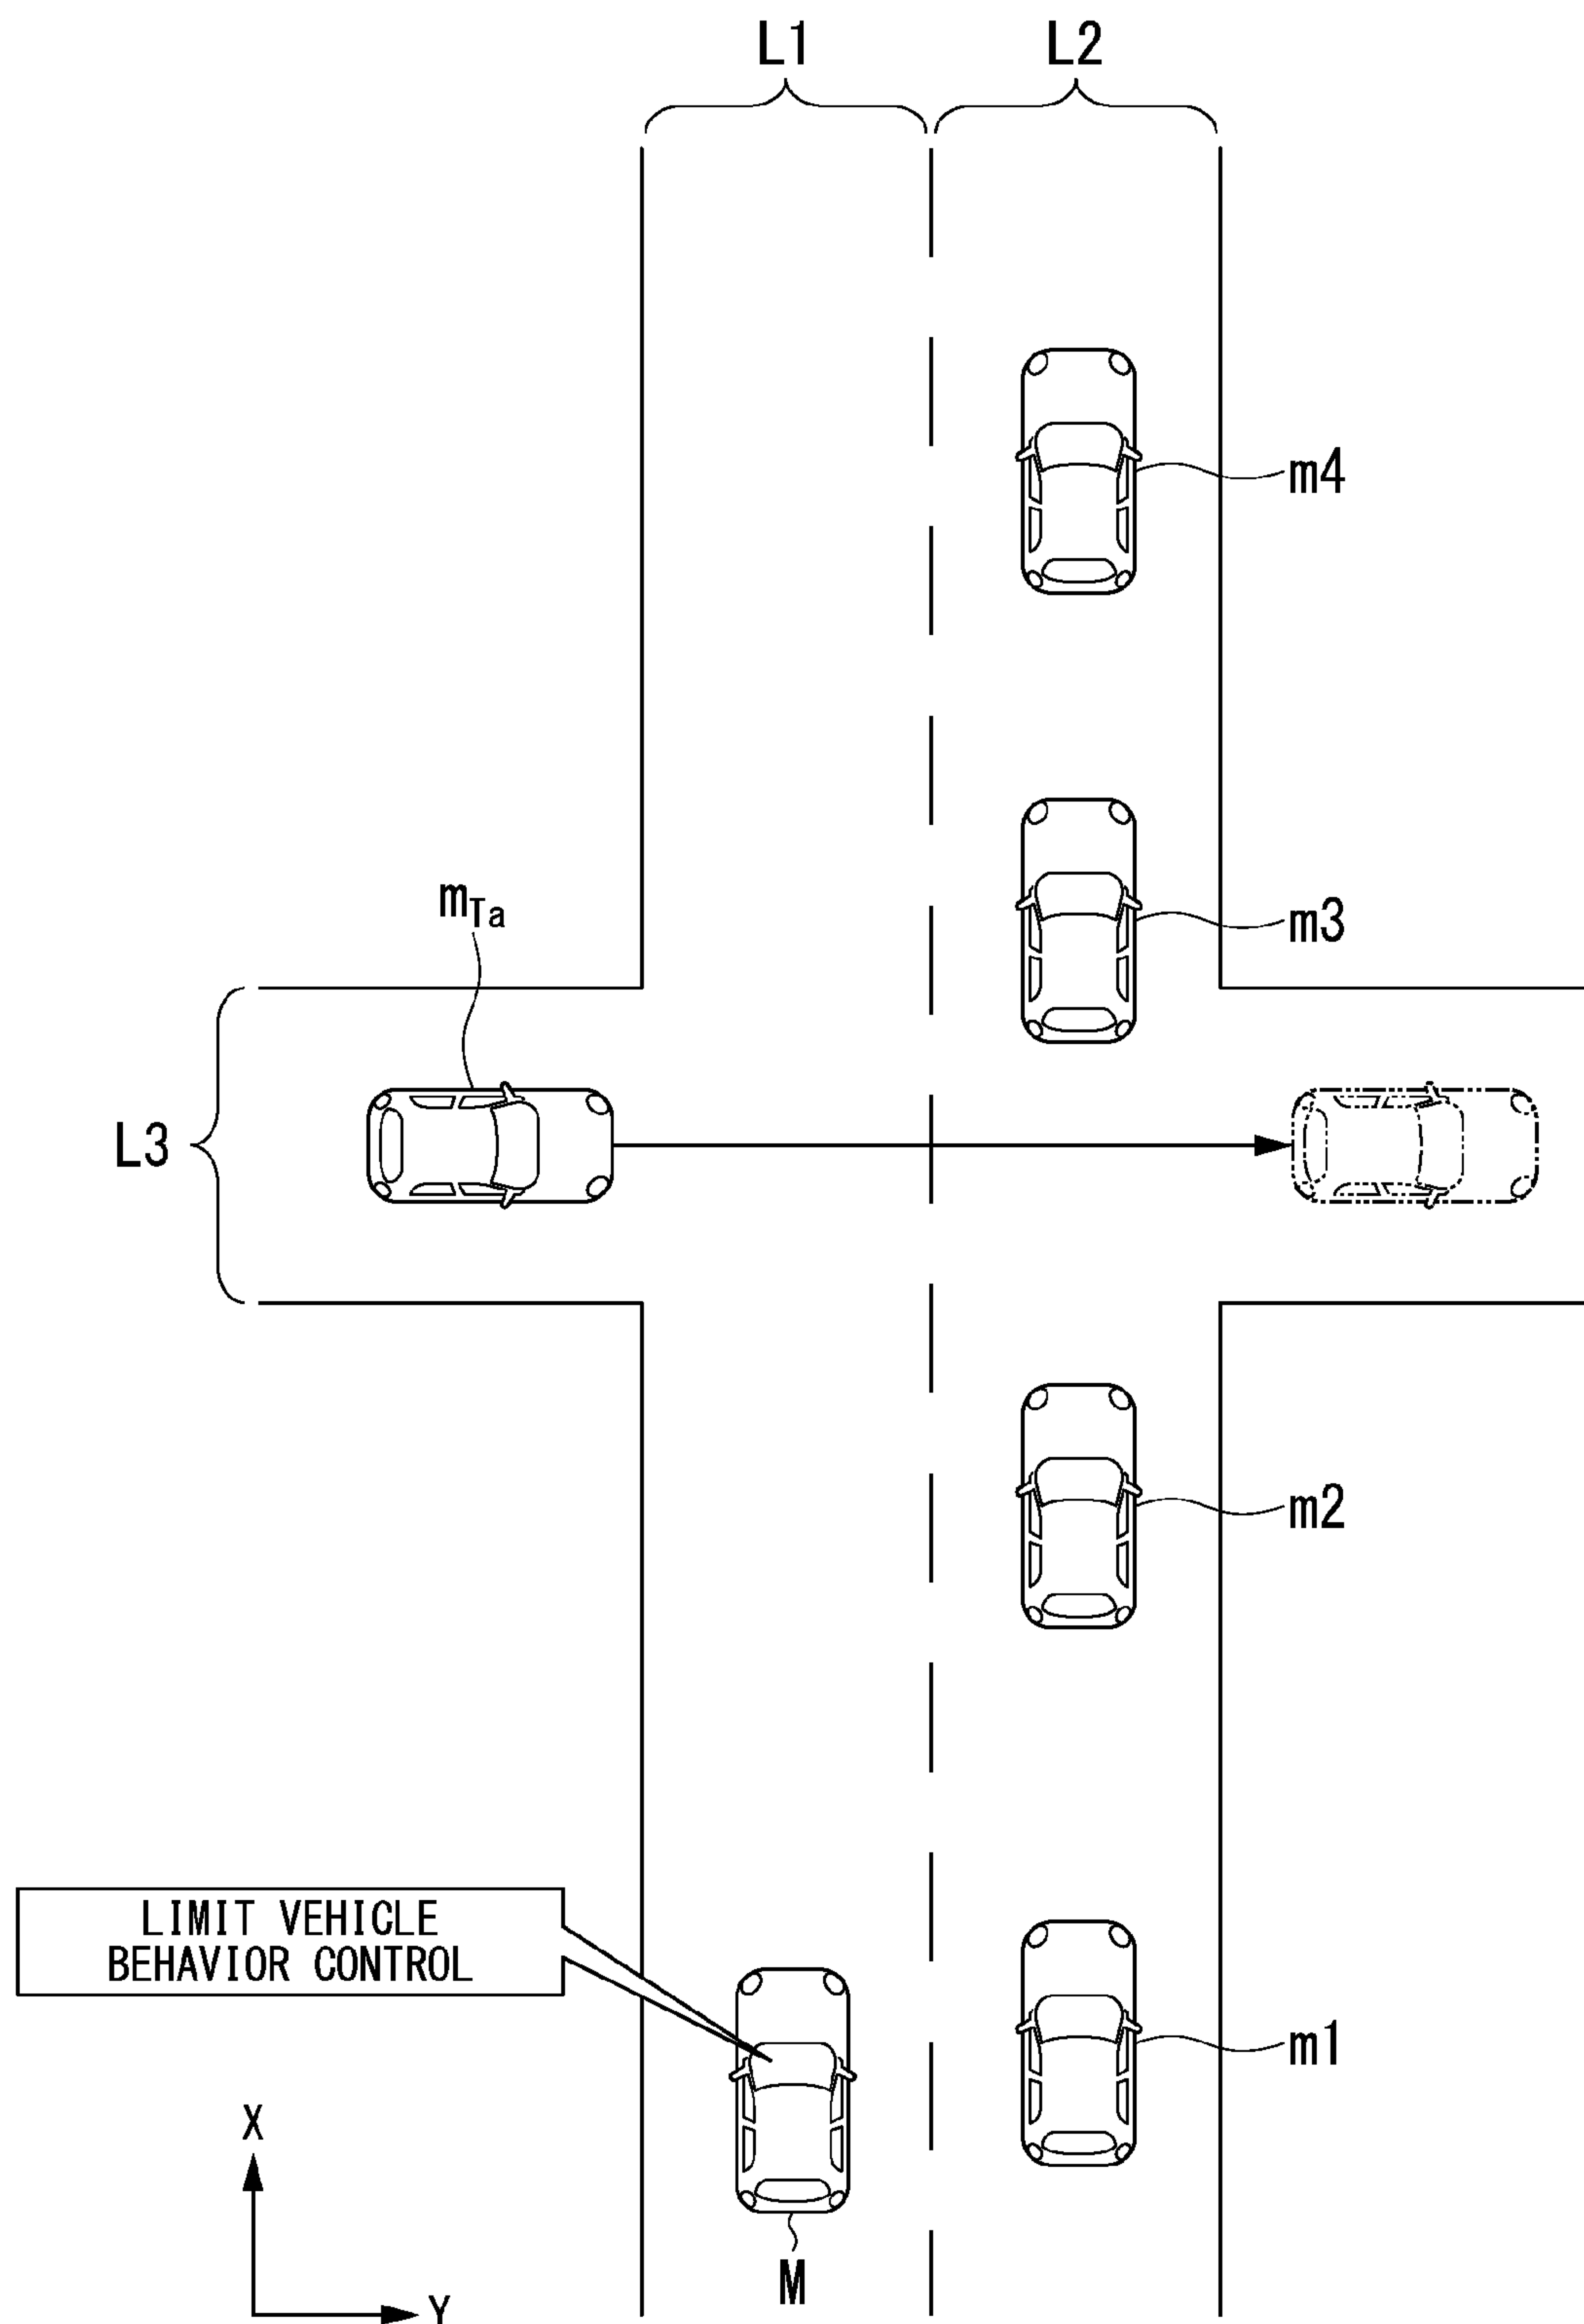 L1
L2
m4
mTa
m3
L3
m2
LIMIT VEHICLE
BEHAVIOR CONTROL
m1
X
M
Y